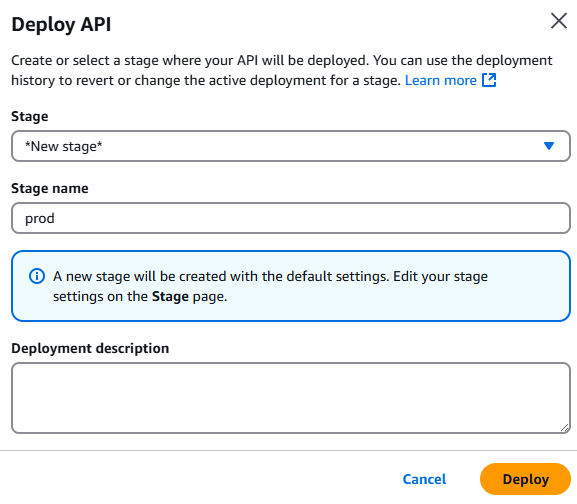 Deploy API
Create or select a stage where your API will be deployed. You can use the deployment
history to revert or change the active deployment for a stage. Learn more
Stage
*New stage*
Stage name
prod
A new stage will be created with the default settings. Edit your stage
settings on the Stage page.
Deployment description
Cancel
Deploy